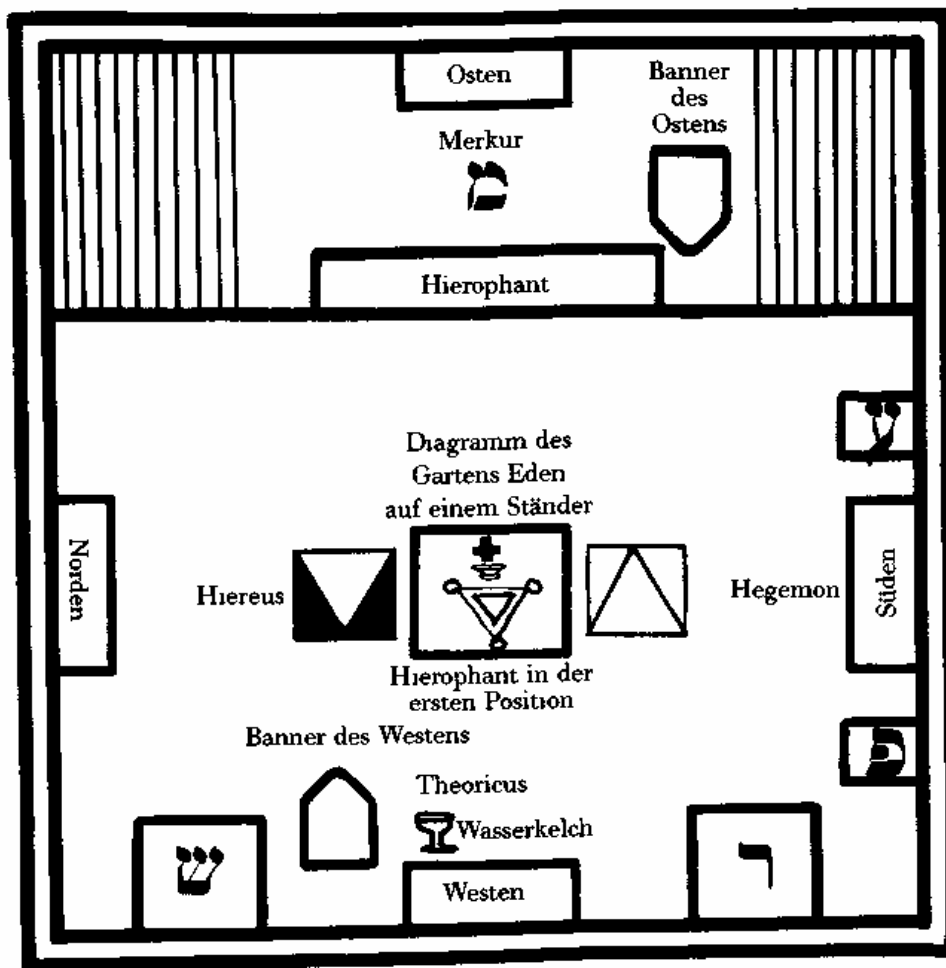 Osten
Banner
des
Ostens
Merkur
מ
Hierophant
ע
Diagramm des
Gartens Eden
auf einem Ständer
Norden
Hiereus
Hegemon
Süden
Hierophant in der
ersten Position
Banner des Westens
פ
Theoricus
Wasserkelch
ש
Westen
ר